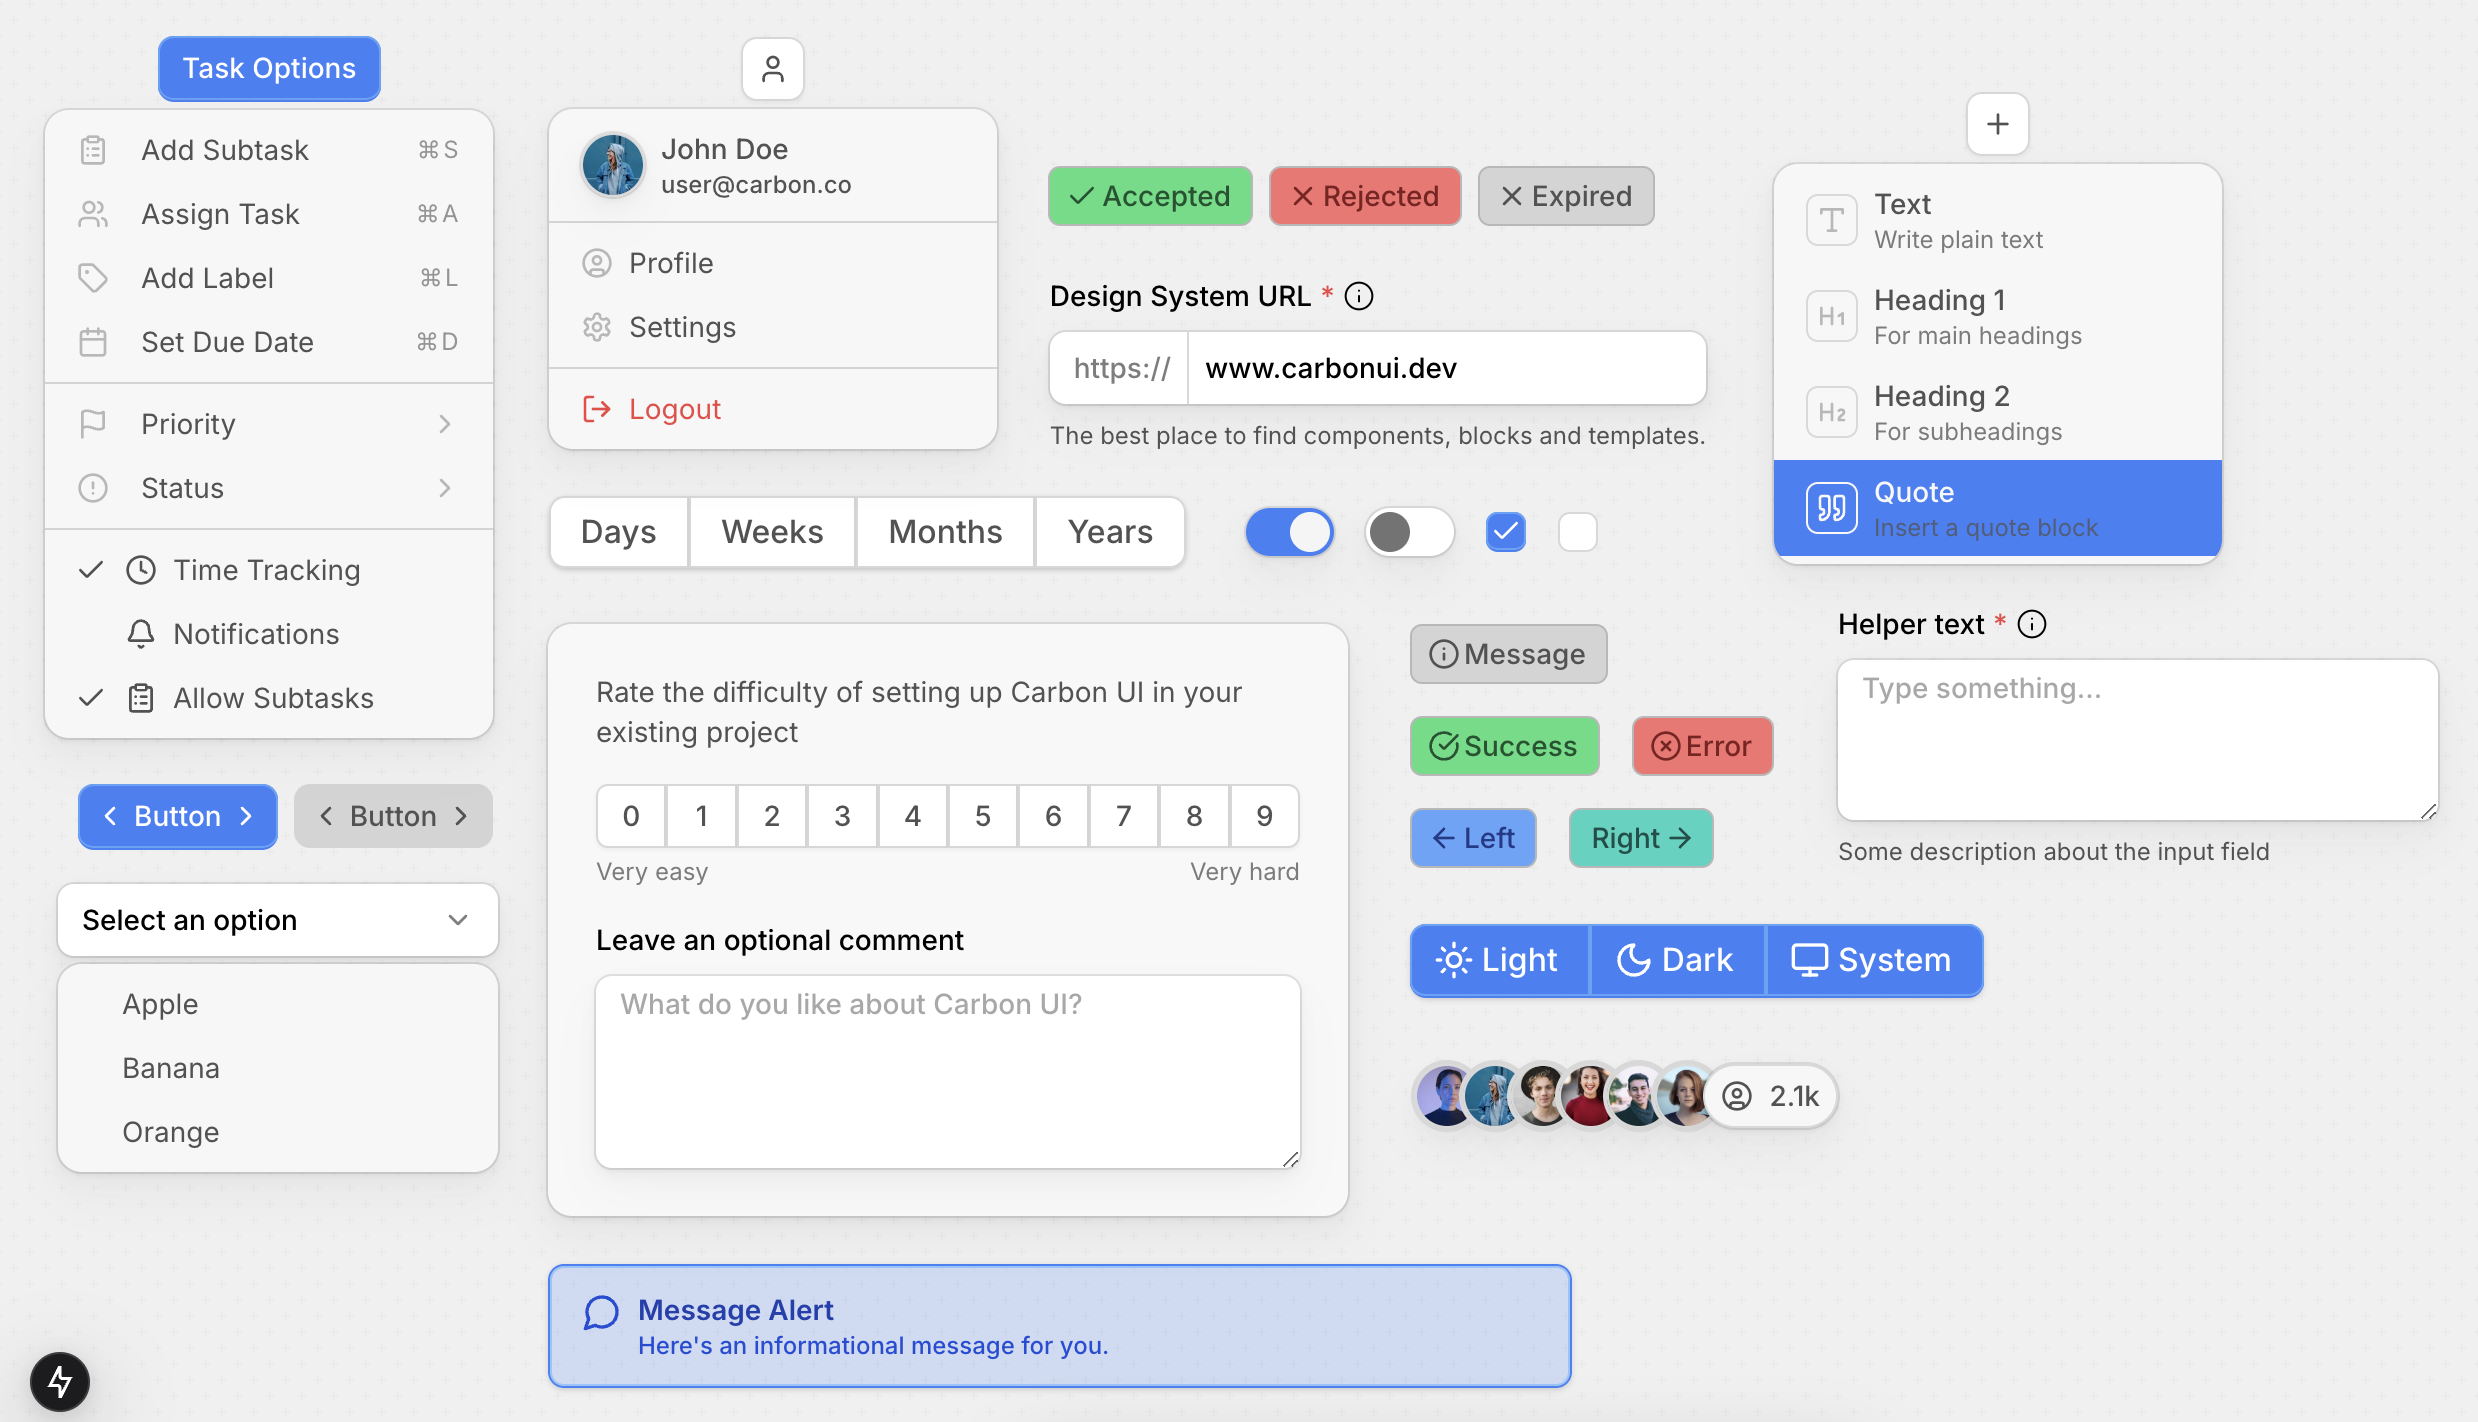 Task Options
Add Subtask ⌘S
Assign Task ⌘A
Add Label ⌘L
Set Due Date ⌘D
Priority
Status
Time Tracking
Notifications
Allow Subtasks
Button
Button
Select an option
Apple
Banana
Orange
John Doe
user@carbon.co
Profile
Settings
Logout
Accepted
Rejected
Expired
Design System URL *
https:// www.carbonui.dev
The best place to find components, blocks and templates.
Days Weeks Months Years
Text
Write plain text
Heading 1
For main headings
Heading 2
For subheadings
Quote
Insert a quote block
T
H1
H2
Rate the difficulty of setting up Carbon UI in your
existing project
0 1 2 3 4 5 6 7 8 9
Very easy Very hard
Leave an optional comment
What do you like about Carbon UI?
Message
Success
Error
Left
Right
Helper text *
Type something...
Some description about the input field
Light Dark System
2.1k
Message Alert
Here's an informational message for you.